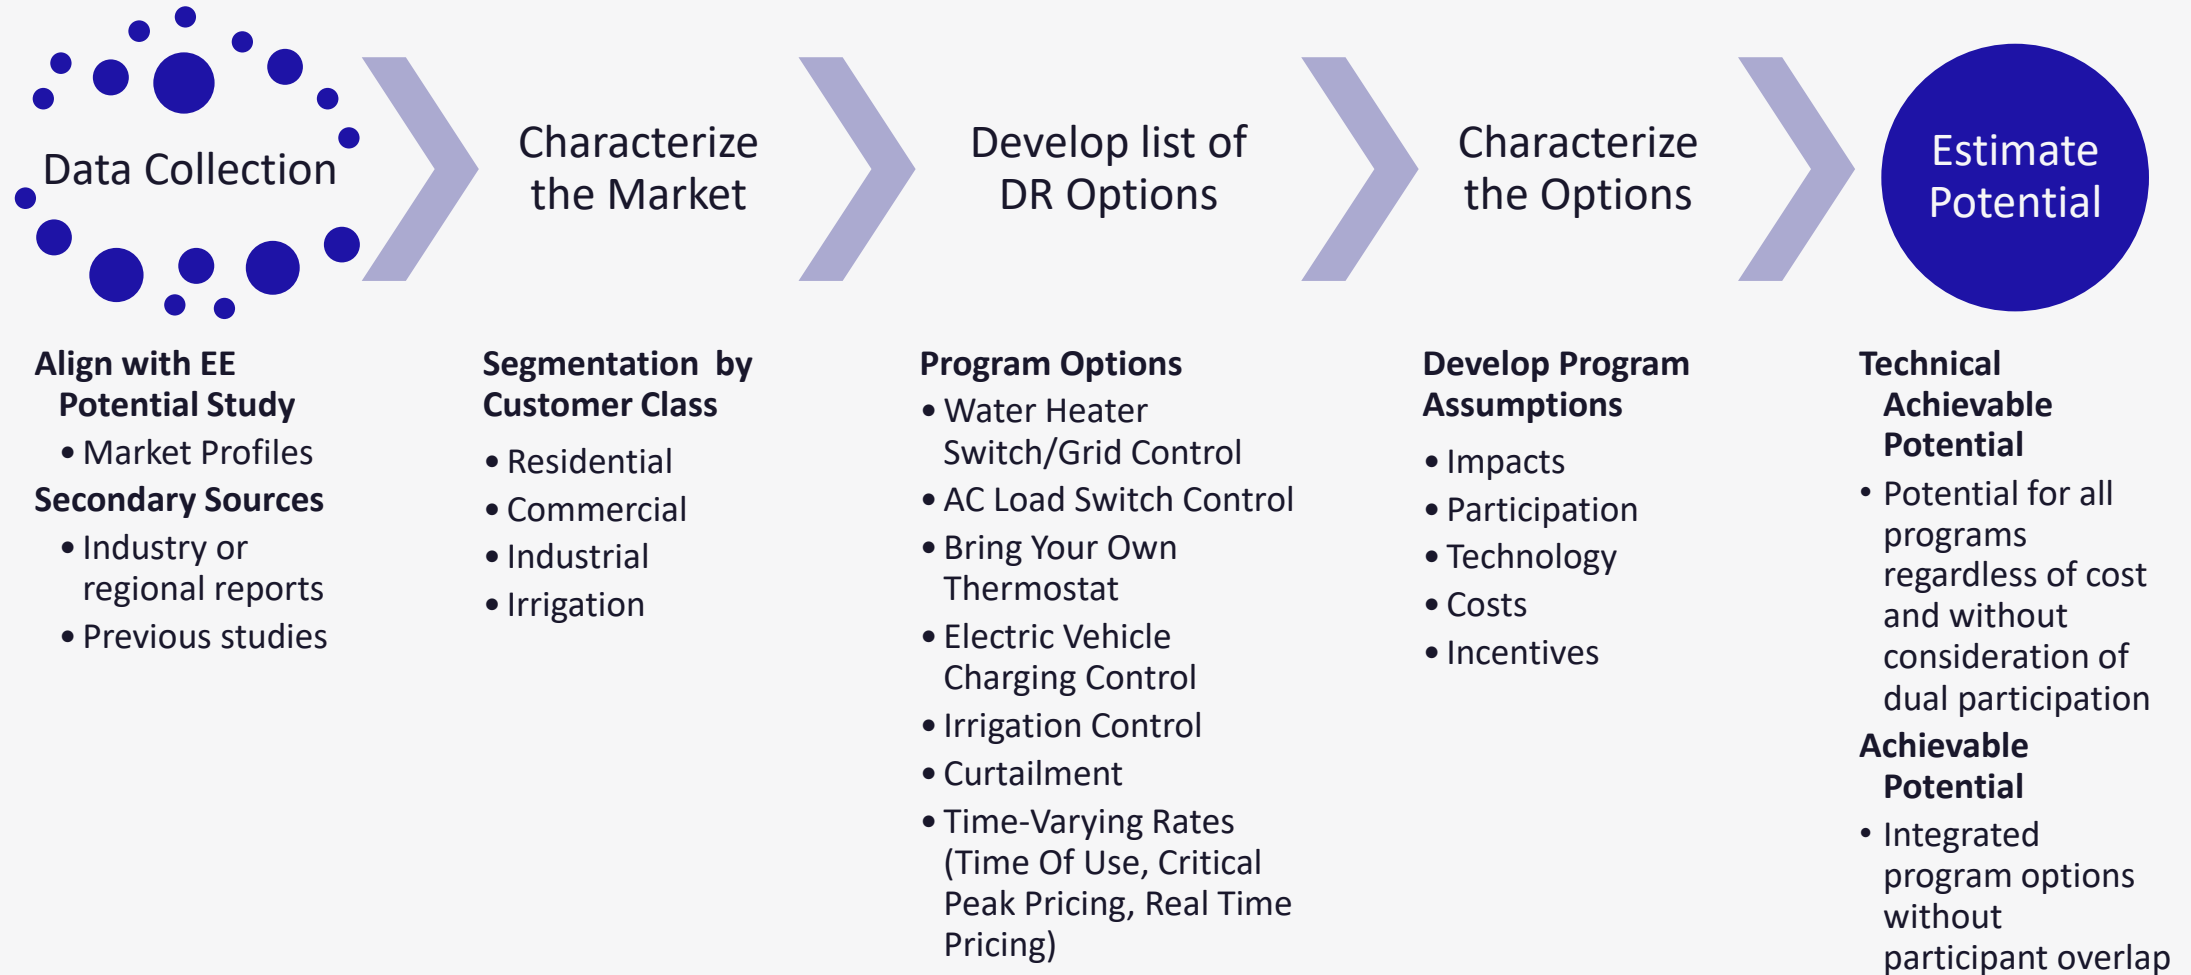 Data Collection
Characterize
the Market
Develop list of
DR Options
Characterize
the Options
Estimate
Potential
Align with EE
Potential Study
• Market Profiles
Secondary Sources
• Industry or
regional reports
• Previous studies
Segmentation by
Customer Class
• Residential
• Commercial
• Industrial
• Irrigation
Program Options
• Water Heater
Switch/Grid Control
• AC Load Switch Control
• Bring Your Own
Thermostat
• Electric Vehicle
Charging Control
• Irrigation Control
• Curtailment
• Time-Varying Rates
(Time Of Use, Critical
Peak Pricing, Real Time
Pricing)
Develop Program
Assumptions
• Impacts
• Participation
• Technology
• Costs
• Incentives
Technical
Achievable
Potential
• Potential for all
programs
regardless of cost
and without
consideration of
dual participation
Achievable
Potential
• Integrated
program options
without
participant overlap